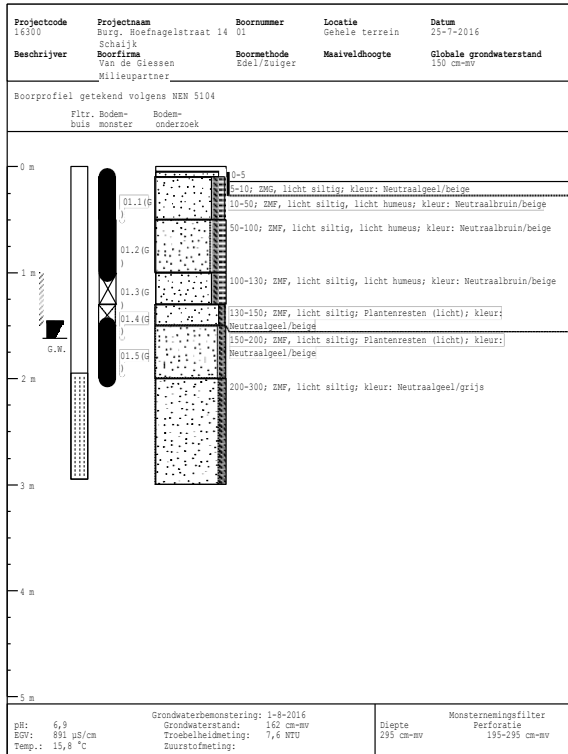 Projectcode Projectnaam Boornummer Locatie Datum
16300 Burg. Hoefnagelstraat 14 01 Gehele terrein 25-7-2016
Schaijk
Beschrijver Boorfirma Boormethode Maaiveldhoogte Globale grondwaterstand
Van de Giessen Edel/Zuiger 150 cm-mv
Milieupartner
Boorprofiel getekend volgens NEN 5104
Fltr. Bodem- Bodem-
buis monster onderzoek
0 m
0-5
5-10; ZMG, licht siltig; kleur: Neutraalgeel/beige
01.1(G
)
10-50; ZMF, licht siltig, licht humeus; kleur: Neutraalbruin/beige
50-100; ZMF, licht siltig, licht humeus; kleur: Neutraalbruin/beige
01.2(G
)
1 m
100-130; ZMF, licht siltig, licht humeus; kleur: Neutraalbruin/beige
01.3(G
)
130-150; ZMF, licht siltig; Plantenresten (licht); kleur:
Neutraalgeel/beige
01.4(G
)
150-200; ZMF, licht siltig; Plantenresten (licht); kleur:
Neutraalgeel/beige
G.W.
01.5(G
)
2 m
200-300; ZMF, licht siltig; kleur: Neutraalgeel/grijs
3 m
4 m
5 m
Grondwaterbemonstering: 1-8-2016 Monsternemingsfilter
pH: 6,9 Grondwaterstand: 162 cm-mv Diepte Perforatie
EGV: 891 µS/cm Troebelheidmeting: 7,6 NTU 295 cm-mv 195-295 cm-mv
Temp.: 15,8 °C Zuurstofmeting: